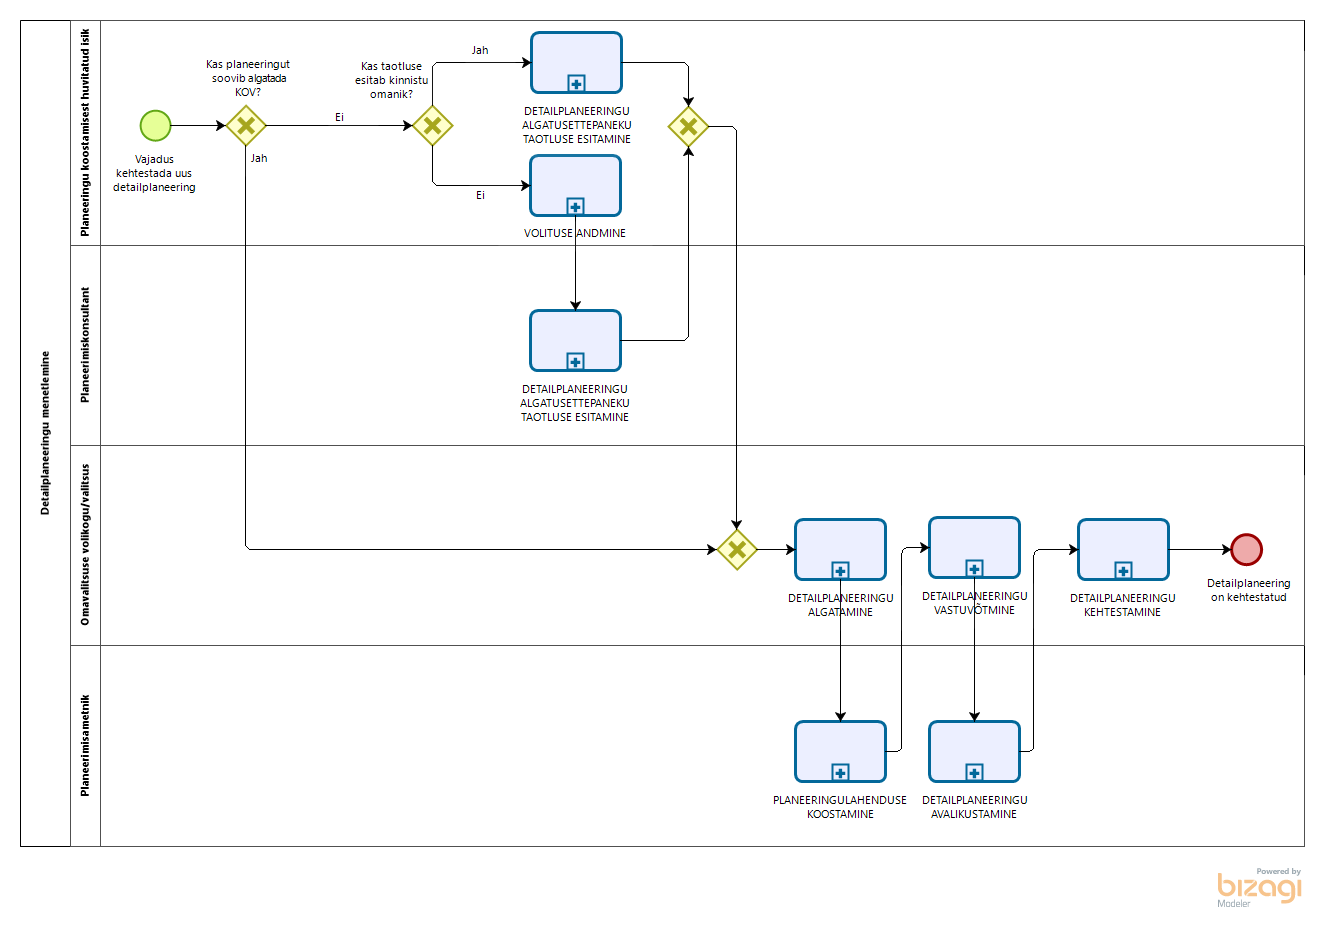 Detailplaneeringu menetlemine
Planeeringu koostamisest huvitatud isik
Kas planeeringut
soovib algatada
KOV?
Kas taotluse
esitab kinnistu
omanik?
Jah
Ei
Jah
Ei
Vajadus
kehtestada uus
detailplaneering
DETAILPLANEERINGU
ALGATUSETTEPANEKU
TAOTLUSE ESITAMINE
VOLITUSE ANDMINE
Planeerimiskonsultant
DETAILPLANEERINGU
ALGATUSETTEPANEKU
TAOTLUSE ESITAMINE
Omavalitsuse volikogu/valitsus
DETAILPLANEERINGU
ALGATAMINE
DETAILPLANEERINGU
VASTUVÕTMINE
DETAILPLANEERINGU
KEHTESTAMINE
Detailplaneering
on kehtestatud
Planeerimisametnik
PLANEERINGULAHENDUSE
KOOSTAMINE
DETAILPLANEERINGU
AVALIKUSTAMINE
Powered by
bizagi
Modeler